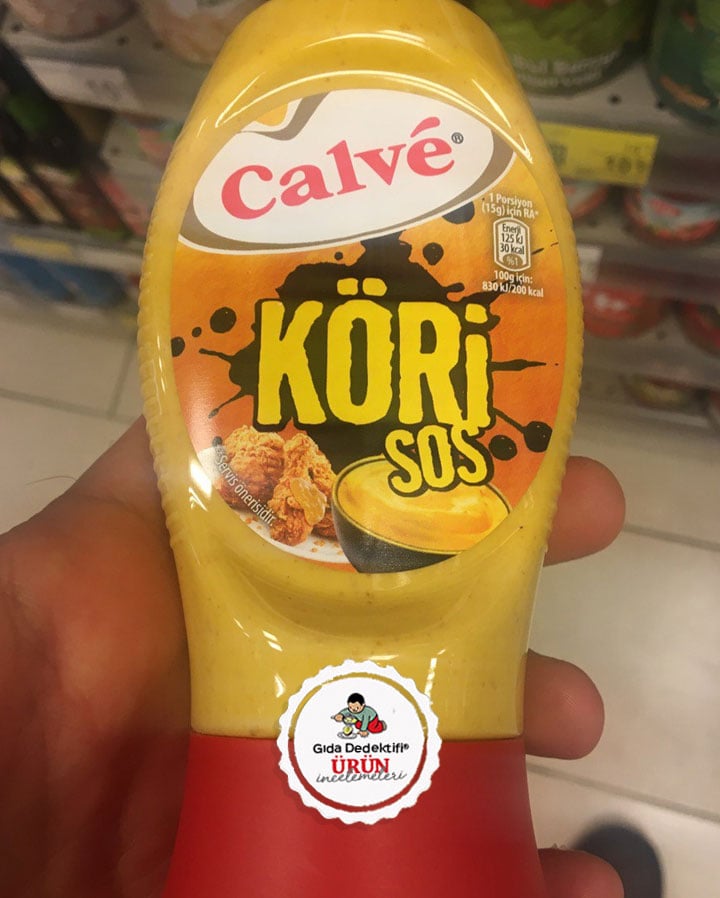 Calvé®
1 Porsiyon
(15g) için RA*
Enerji
125 kJ
30 kcal
%1
100g için:
830 kJ/200 kcal
KÖRi
SOS
*Servis önerisidir.
Gıda Dedektifi®
ÜRÜN
incelemeleri